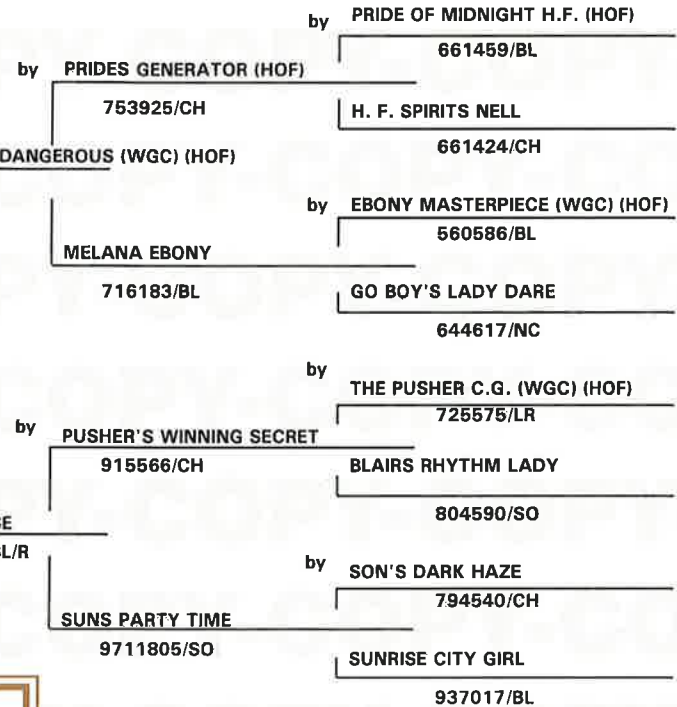 by PRIDE OF MIDNIGHT H.F. (HOF)
661459/BL
by PRIDES GENERATOR (HOF)
753925/CH
H. F. SPIRITS NELL
661424/CH
DANGEROUS (WGC) (HOF)
by EBONY MASTERPIECE (WGC) (HOF)
560586/BL
MELANA EBONY
716183/BL
GO BOY'S LADY DARE
644617/NC
by
THE PUSHER C.G. (WGC) (HOF)
725575/LR
by PUSHER'S WINNING SECRET
915566/CH
BLAIRS RHYTHM LADY
804590/SO
BL/R
by SON'S DARK HAZE
794540/CH
SUNS PARTY TIME
9711805/SO
SUNRISE CITY GIRL
937017/BL